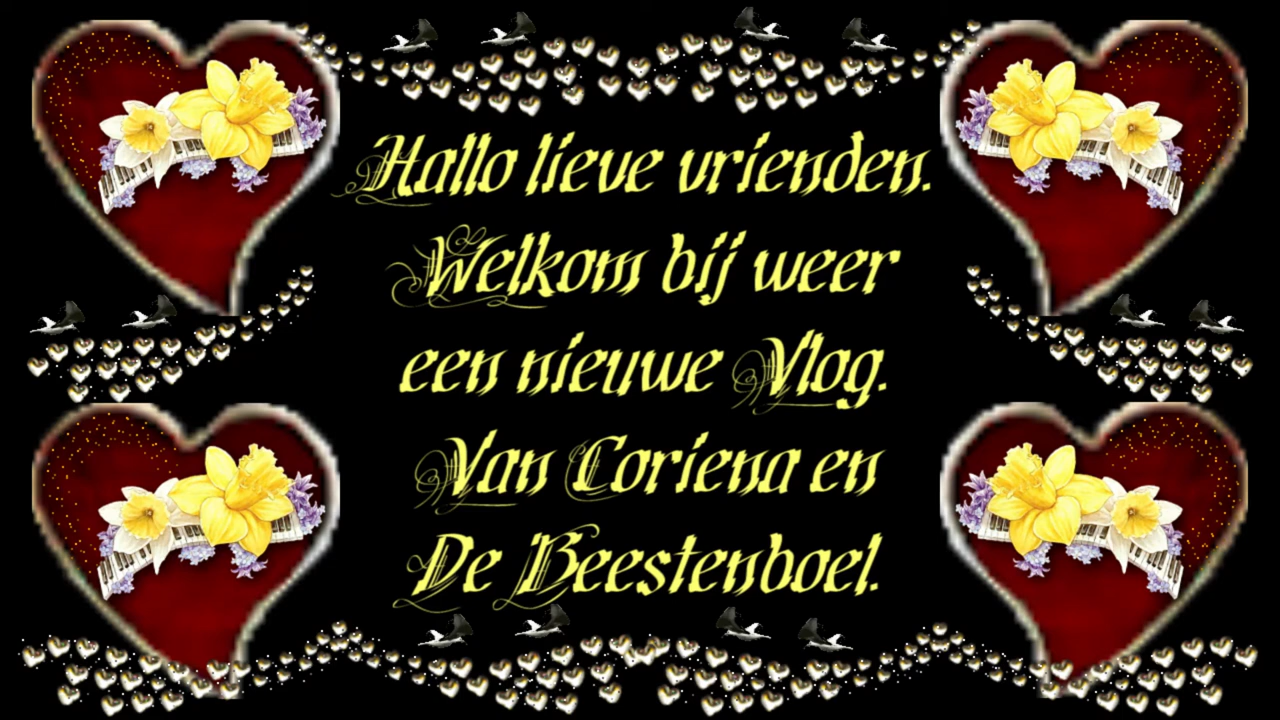 Hallo lieve vrienden.
Welkom bij weer
een nieuwe Vlog.
Van Coriena en
De Beestenboel.